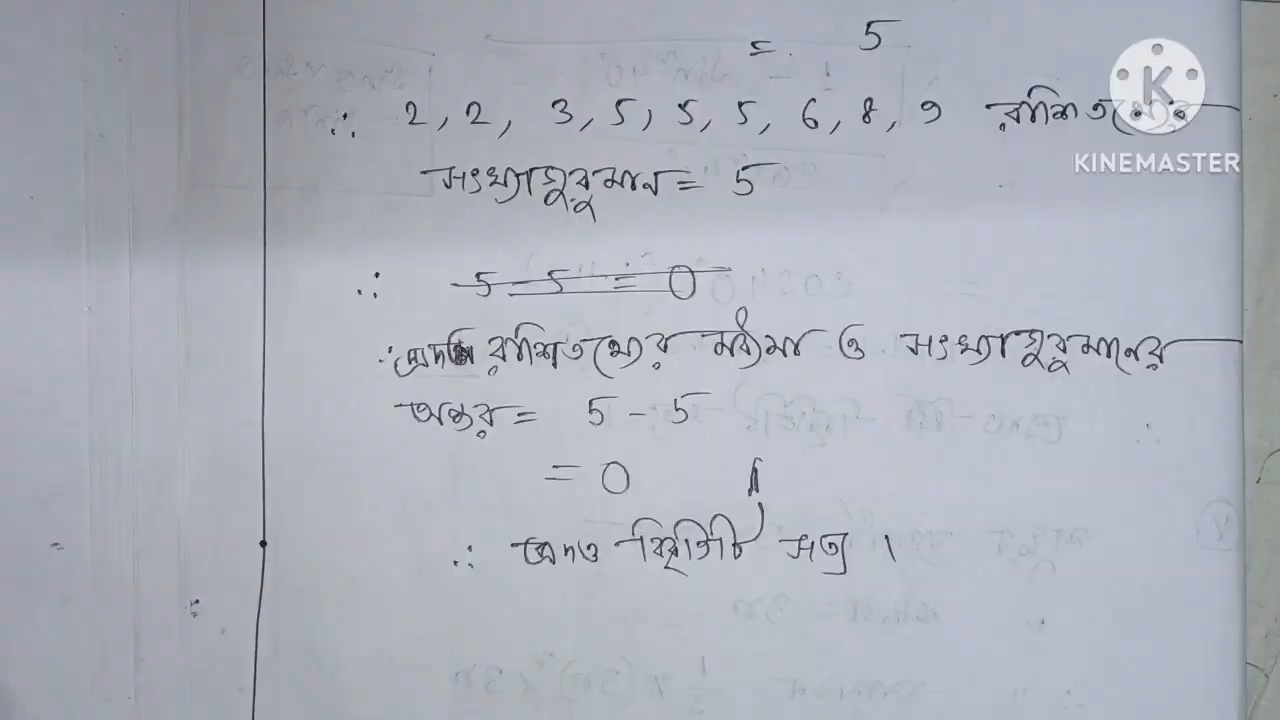 = 5
∴ 2, 2, 3, 5, 5, 5, 6, 8, 9 রাশিতথ্যের
সংখ্যাগুরুমান = 5
∴ 5 - 5 = 0
∴ প্রদত্ত রাশিতথ্যের মধ্যমা ও সংখ্যাগুরুমানের
অন্তর = 5 - 5
= 0
∴ প্রদত্ত বিবৃতিটি সত্য ।
K
KINEMASTER